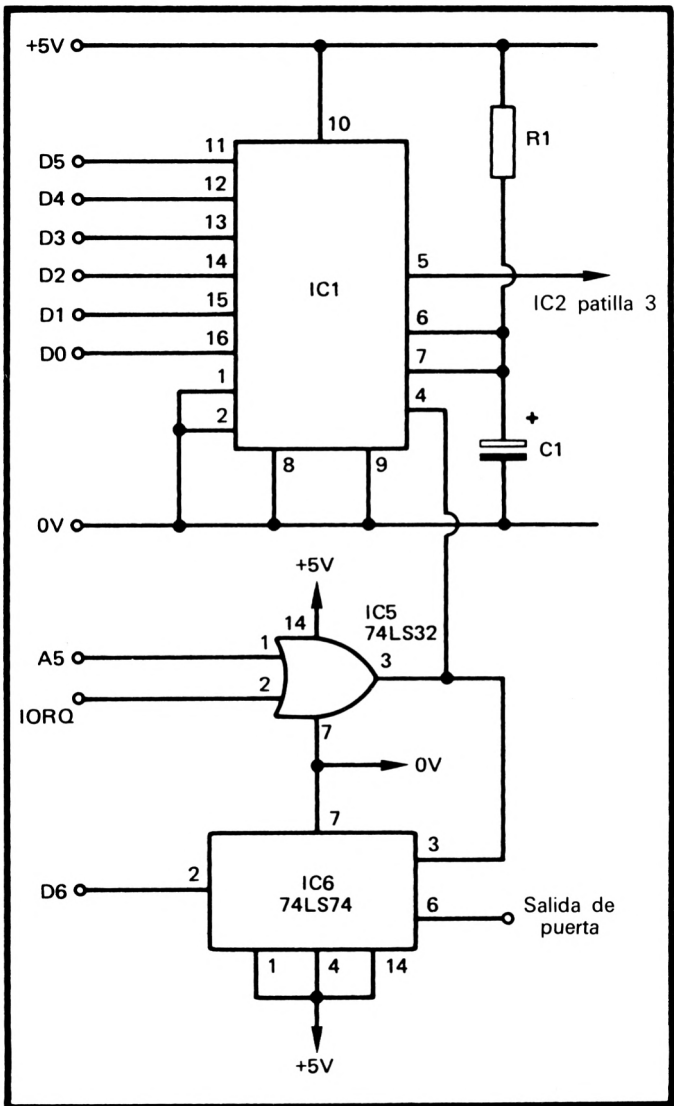 +5V
10
R1
D5
11
D4
12
D3
13
D2
14
D1
15
D0
16
1
2
IC1
5
IC2 patilla 3
6
7
4
+
C1
8
9
0V
+5V
14
IC5
74LS32
A5
1
3
IORQ
2
7
0V
7
3
D6
2
IC6
74LS74
6
Salida de
puerta
1
4
14
+5V